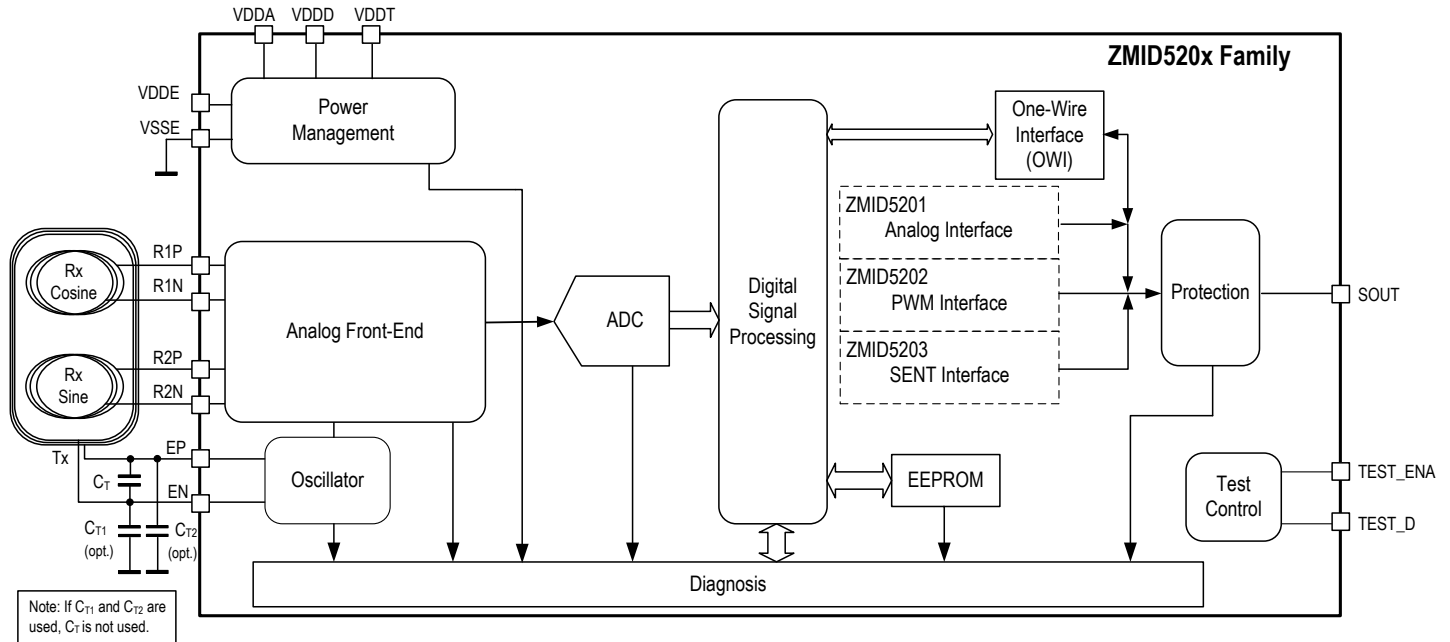 VDDA VDDD VDDT
ZMID520x Family
VDDE
VSSE
Power
Management
One-Wire
Interface
(OWI)
R1P
R1N
R2P
R2N
Rx
Cosine
Rx
Sine
Tx
Analog Front-End
ADC
Digital
Signal
Processing
ZMID5201
Analog Interface
ZMID5202
PWM Interface
ZMID5203
SENT Interface
Protection
SOUT
EP
EN
CT
CT1
(opt.)
CT2
(opt.)
Oscillator
EEPROM
Test
Control
TEST_ENA
TEST_D
Diagnosis
Note: If CT1 and CT2 are
used, CT is not used.